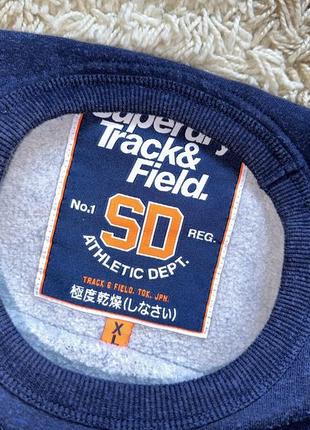 Superdry
Track&
Field.
No.1 SD REG.
ATHLETIC DEPT.
TRACK & FIELD. TOK. JPN.
極度乾燥(しなさい)
XL